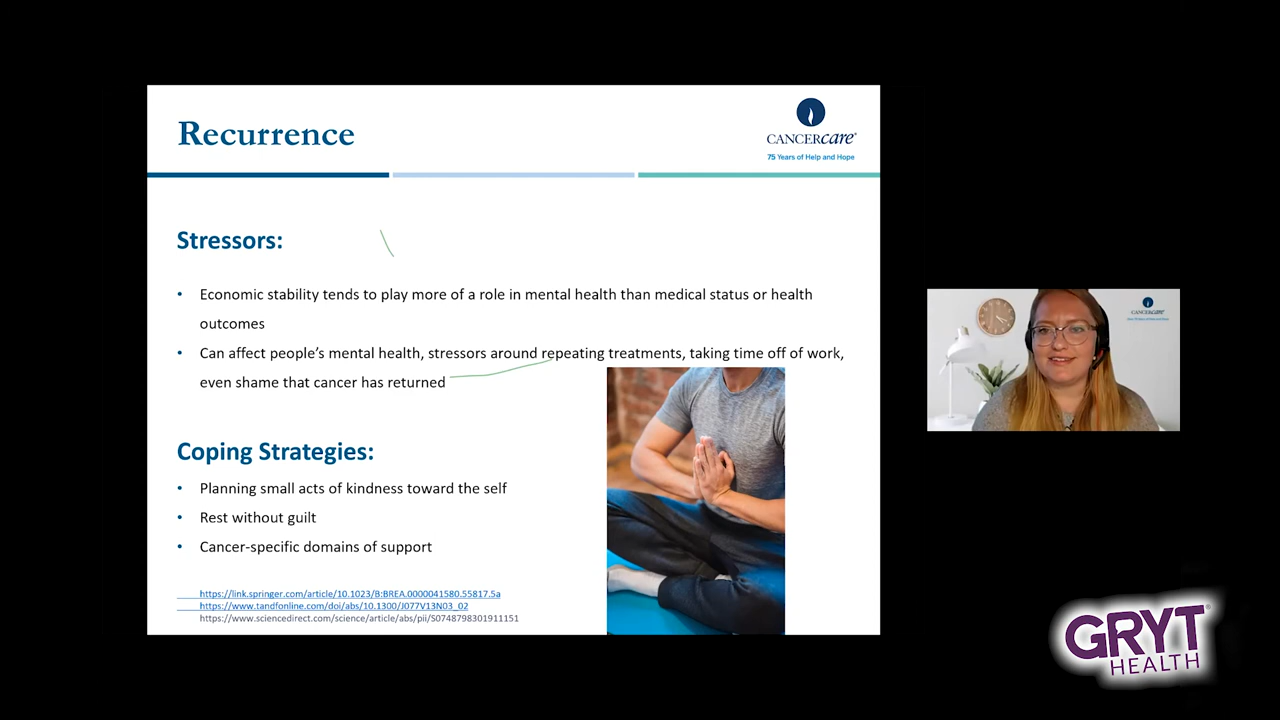 Recurrence
CANCERcare®
75 Years of Help and Hope
Stressors:
• Economic stability tends to play more of a role in mental health than medical status or health
outcomes
• Can affect people’s mental health, stressors around repeating treatments, taking time off of work,
even shame that cancer has returned
Coping Strategies:
• Planning small acts of kindness toward the self
• Rest without guilt
• Cancer-specific domains of support
https://link.springer.com/article/10.1023/B:BREA.0000041580.55817.5a
https://www.tandfonline.com/doi/abs/10.1300/J077V13N03_02
https://www.sciencedirect.com/science/article/abs/pii/S0748798301911151
CANCERcare
GRYT
HEALTH